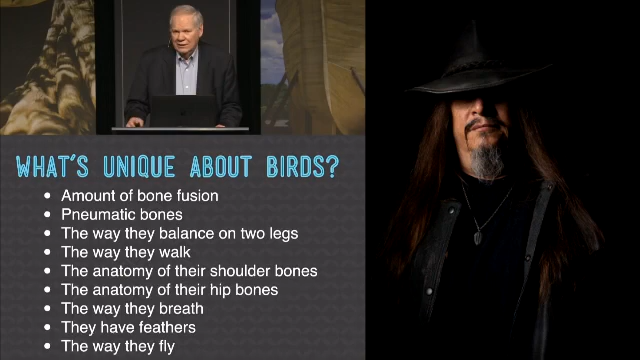 WHAT'S UNIQUE ABOUT BIRDS?
• Amount of bone fusion
• Pneumatic bones
• The way they balance on two legs
• The way they walk
• The anatomy of their shoulder bones
• The anatomy of their hip bones
• The way they breath
• They have feathers
• The way they fly